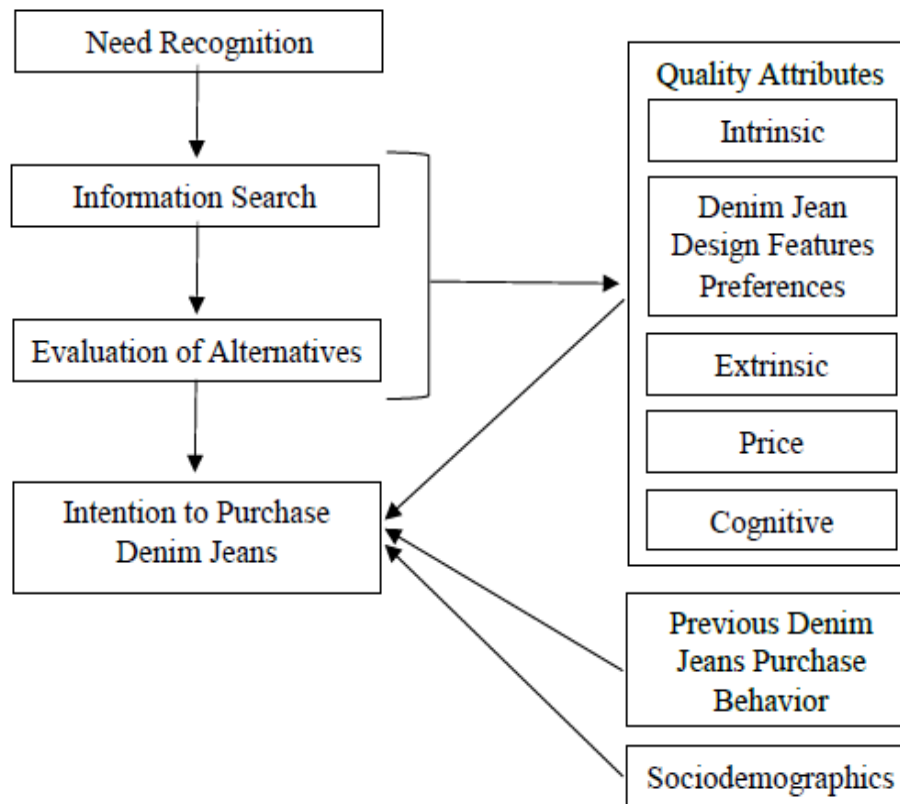 Need Recognition
Information Search
Evaluation of Alternatives
Intention to Purchase
Denim Jeans
Quality Attributes
Intrinsic
Denim Jean
Design Features
Preferences
Extrinsic
Price
Cognitive
Previous Denim
Jeans Purchase
Behavior
Sociodemographics